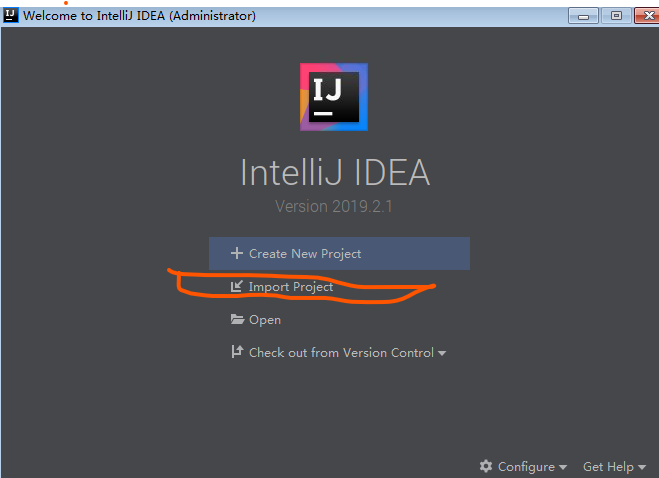 Welcome to IntelliJ IDEA (Administrator)
IJ
IntelliJ IDEA
Version 2019.2.1
Create New Project
Import Project
Open
Check out from Version Control
Configure
Get Help